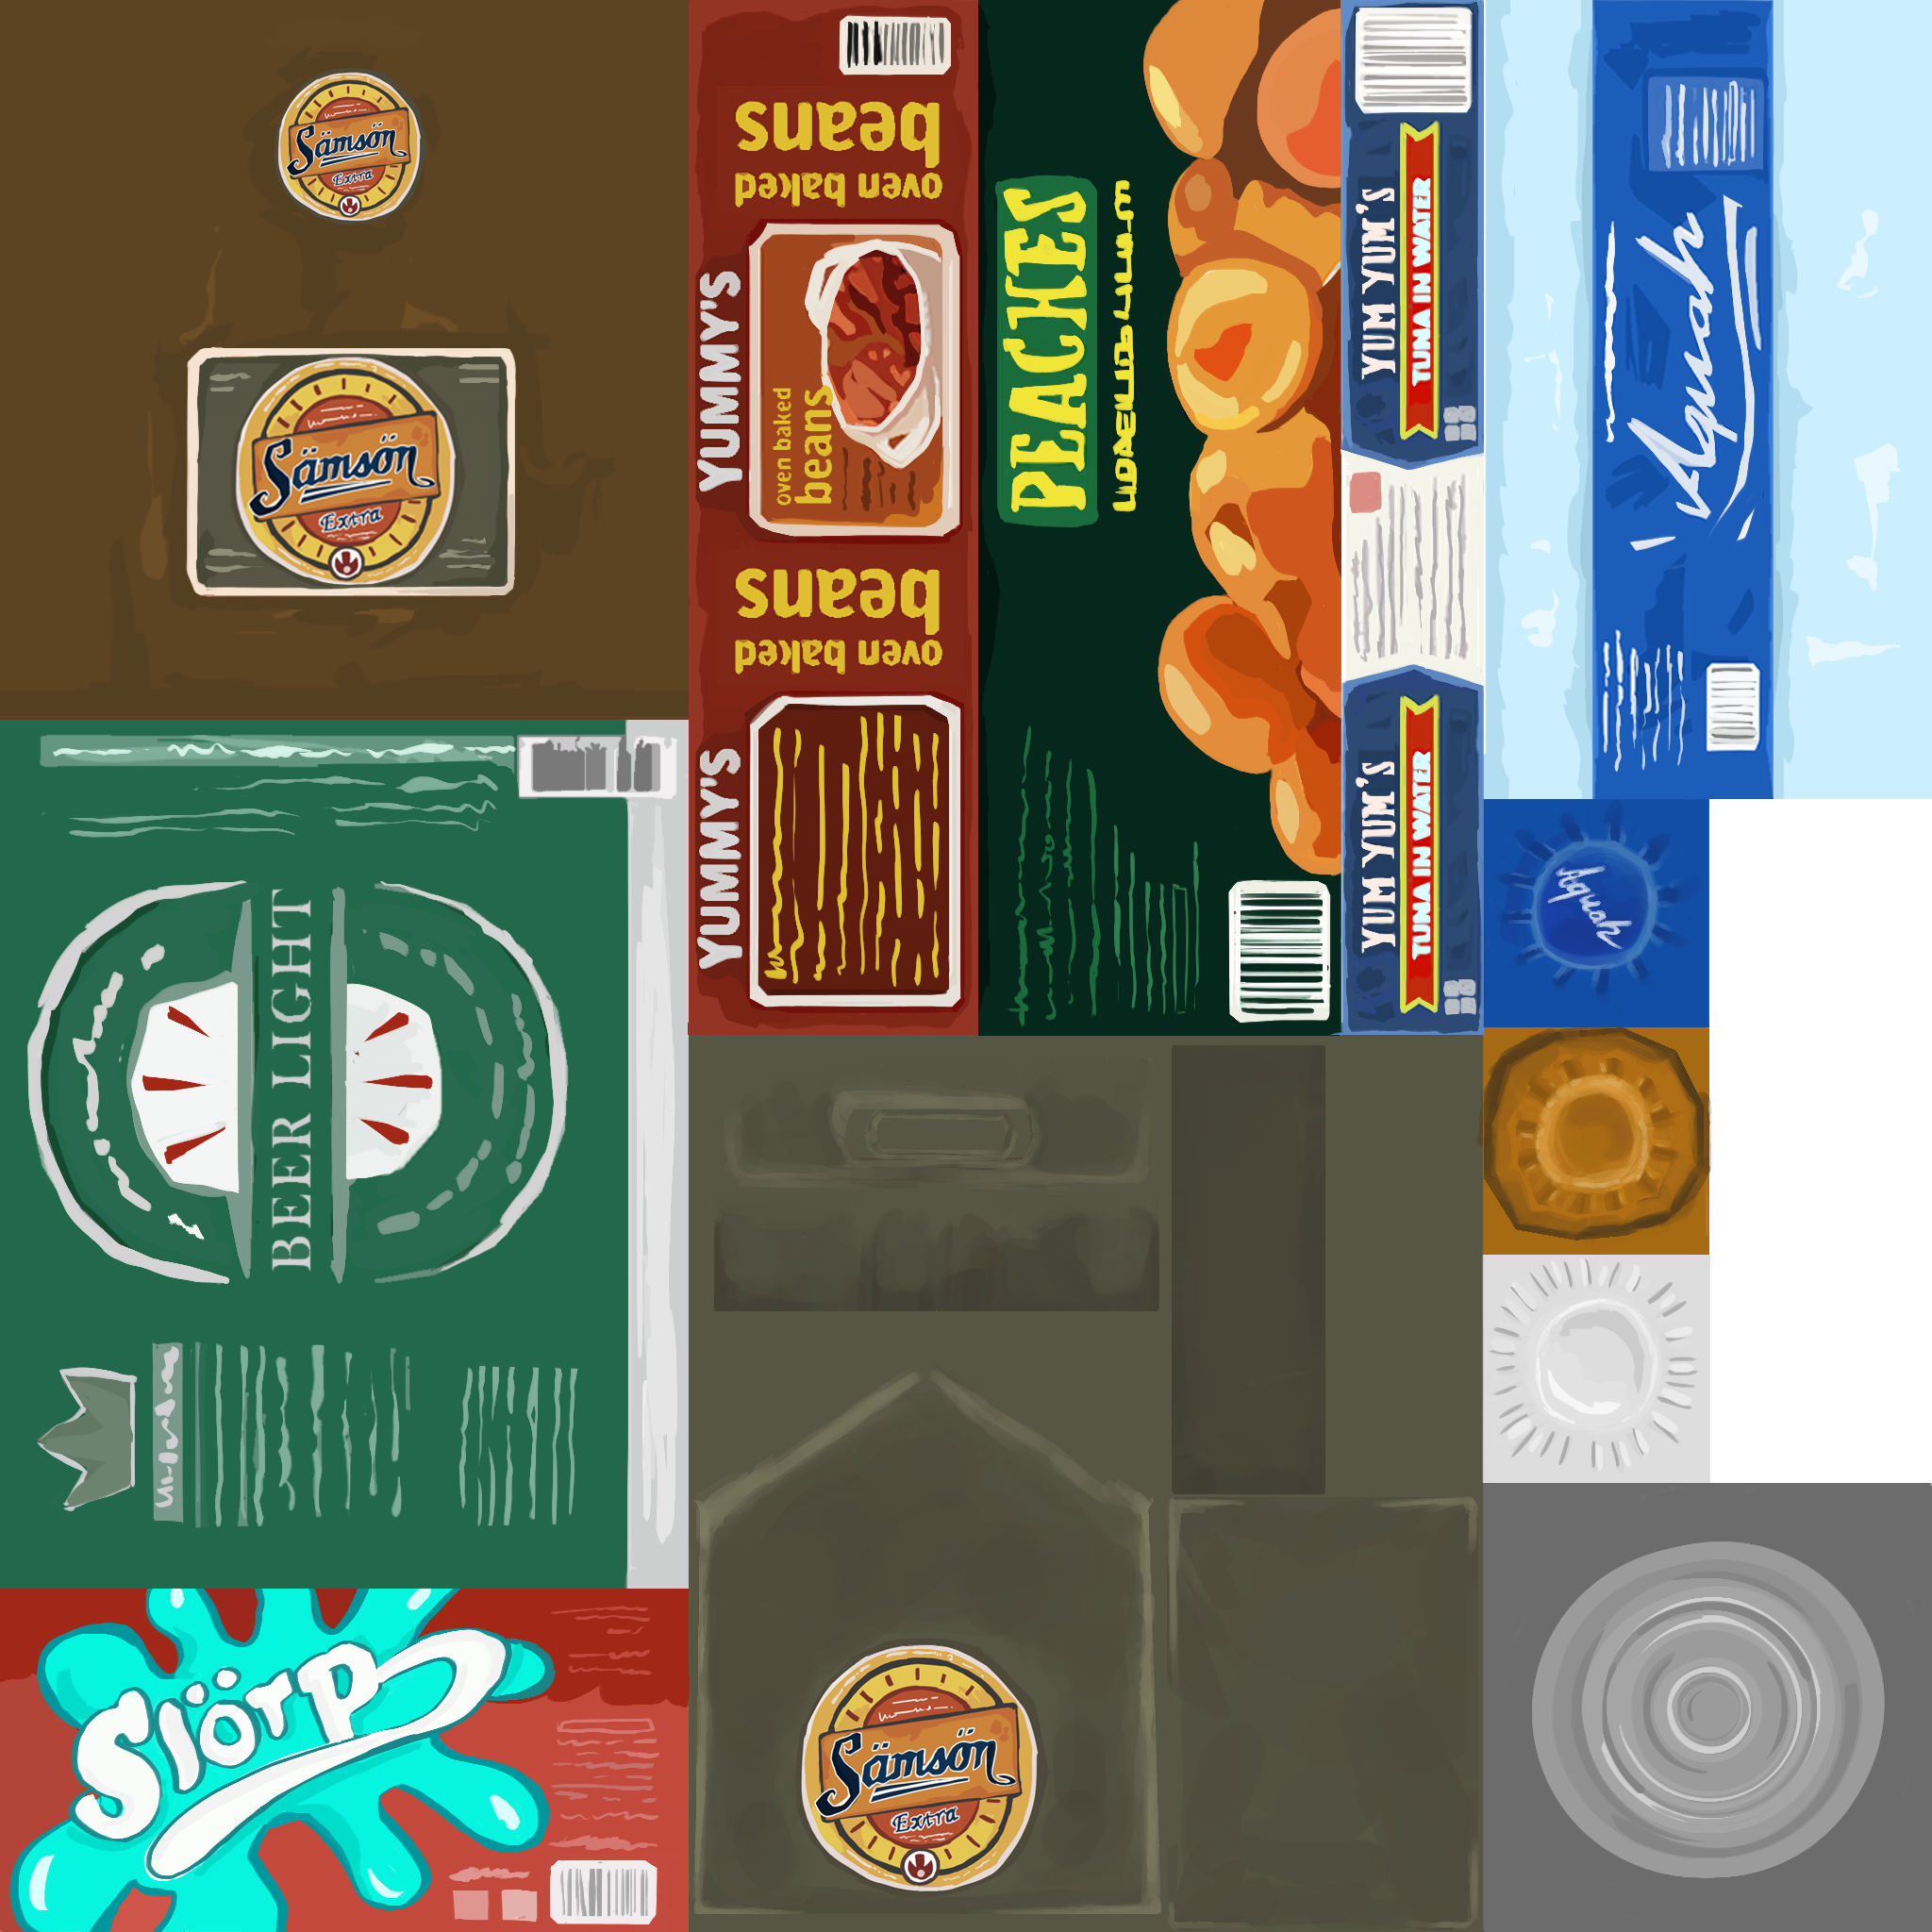 Sämsön
Extra
Sämsön
Extra
beans
oven baked
YUMMY'S
oven baked
beans
beans
oven baked
YUMMY'S
PEACHES
YUM YUM'S
TUNA IN WATER
YUM YUM'S
TUNA IN WATER
Aquah
Aquah
BEER LIGHT
Slörp
Sämsön
Extra